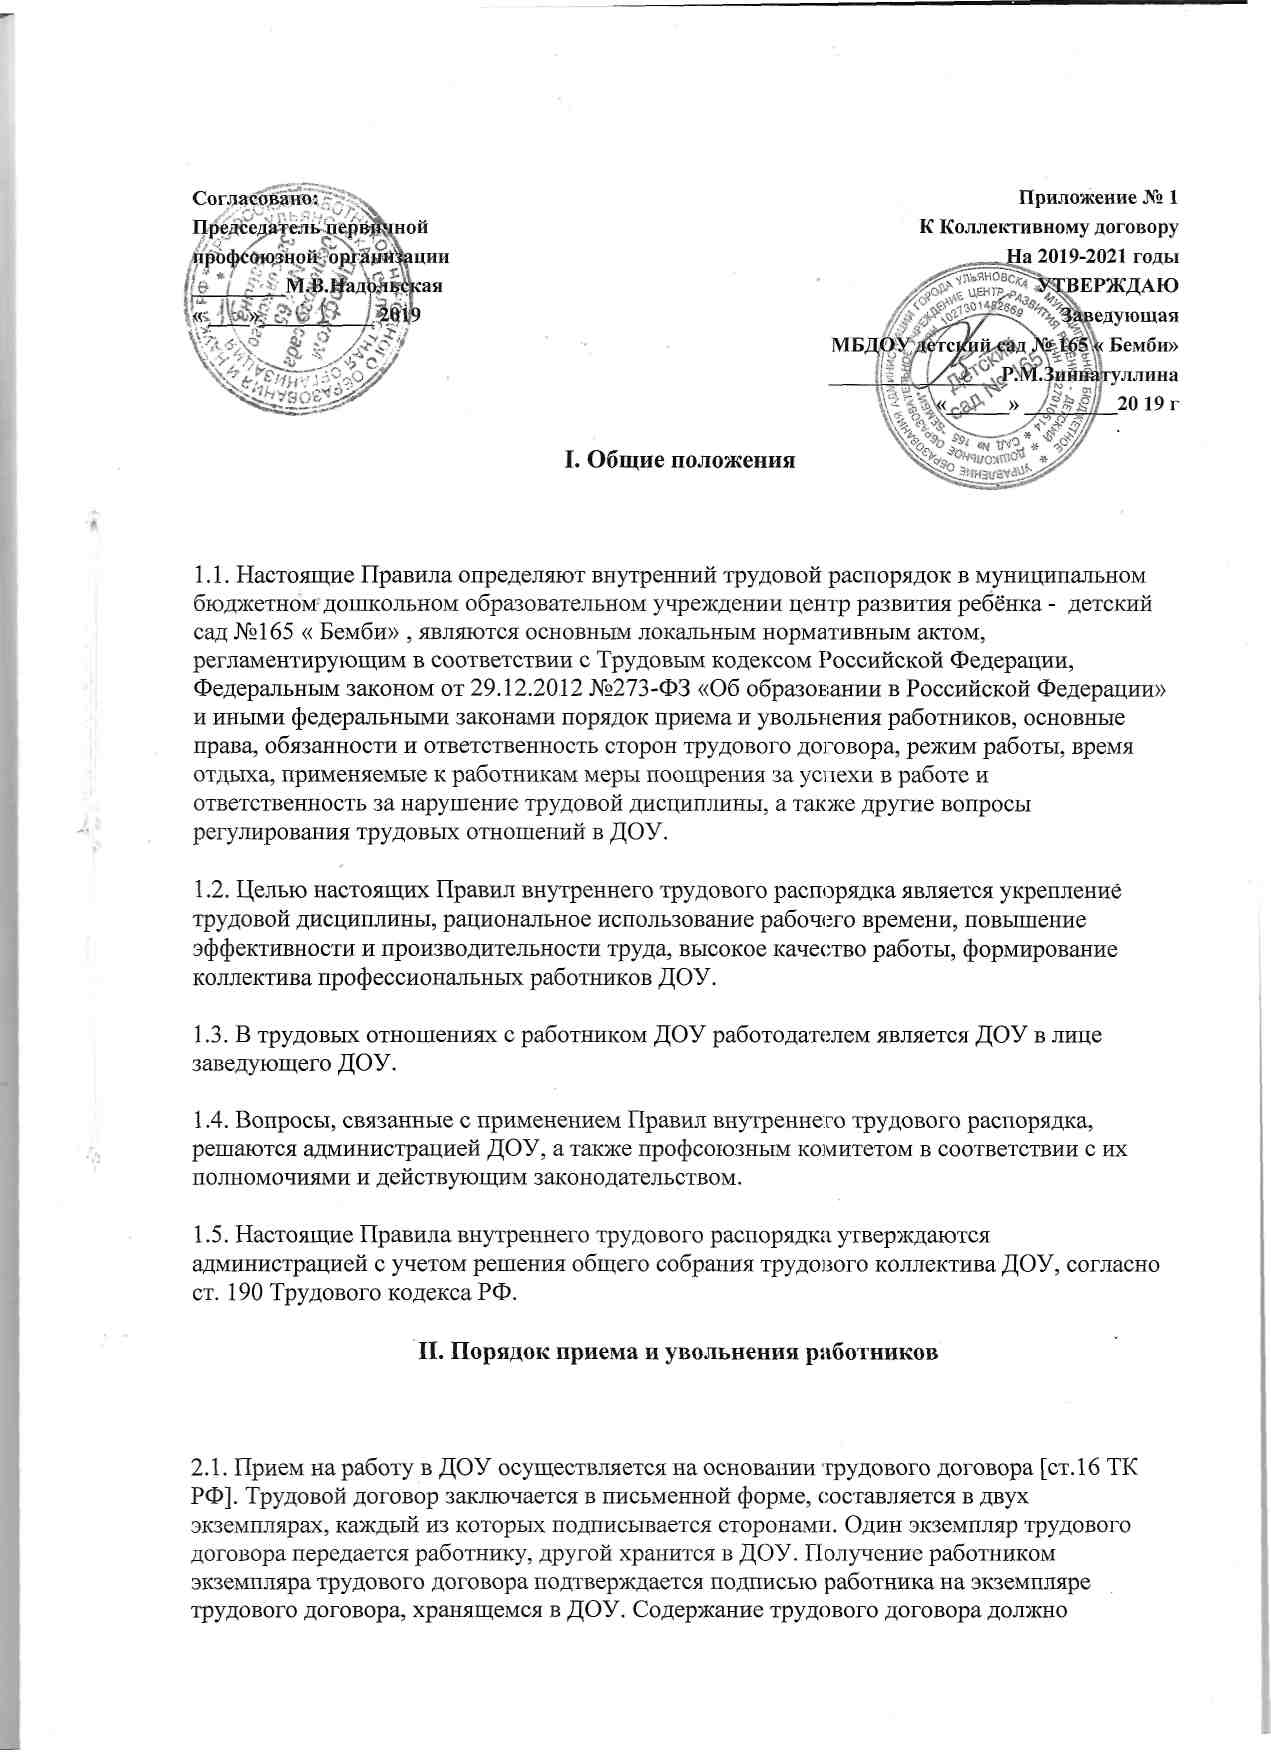 Согласовано:
Председатель первичной
профсоюзной организации
________ М.В.Надольская
«____»___________ 2019
Приложение № 1
К Коллективному договору
На 2019-2021 годы
УТВЕРЖДАЮ
Заведующая
МБДОУ детский сад № 165 « Бемби»
________________Р.М.Зиннатуллина
«______» _________20 19 г
Детский
сад № 165
I. Общие положения
1.1. Настоящие Правила определяют внутренний трудовой распорядок в муниципальном
бюджетном дошкольном образовательном учреждении центр развития ребёнка - детский
сад №165 « Бемби» , являются основным локальным нормативным актом,
регламентирующим в соответствии с Трудовым кодексом Российской Федерации,
Федеральным законом от 29.12.2012 №273-ФЗ «Об образовании в Российской Федерации»
и иными федеральными законами порядок приема и увольнения работников, основные
права, обязанности и ответственность сторон трудового договора, режим работы, время
отдыха, применяемые к работникам меры поощрения за успехи в работе и
ответственность за нарушение трудовой дисциплины, а также другие вопросы
регулирования трудовых отношений в ДОУ.
1.2. Целью настоящих Правил внутреннего трудового распорядка является укрепление
трудовой дисциплины, рациональное использование рабочего времени, повышение
эффективности и производительности труда, высокое качество работы, формирование
коллектива профессиональных работников ДОУ.
1.3. В трудовых отношениях с работником ДОУ работодателем является ДОУ в лице
заведующего ДОУ.
1.4. Вопросы, связанные с применением Правил внутреннего трудового распорядка,
решаются администрацией ДОУ, а также профсоюзным комитетом в соответствии с их
полномочиями и действующим законодательством.
1.5. Настоящие Правила внутреннего трудового распорядка утверждаются
администрацией с учетом решения общего собрания трудового коллектива ДОУ, согласно
ст. 190 Трудового кодекса РФ.
II. Порядок приема и увольнения работников
2.1. Прием на работу в ДОУ осуществляется на основании трудового договора [ст.16 ТК
РФ]. Трудовой договор заключается в письменной форме, составляется в двух
экземплярах, каждый из которых подписывается сторонами. Один экземпляр трудового
договора передается работнику, другой хранится в ДОУ. Получение работником
экземпляра трудового договора подтверждается подписью работника на экземпляре
трудового договора, хранящемся в ДОУ. Содержание трудового договора должно